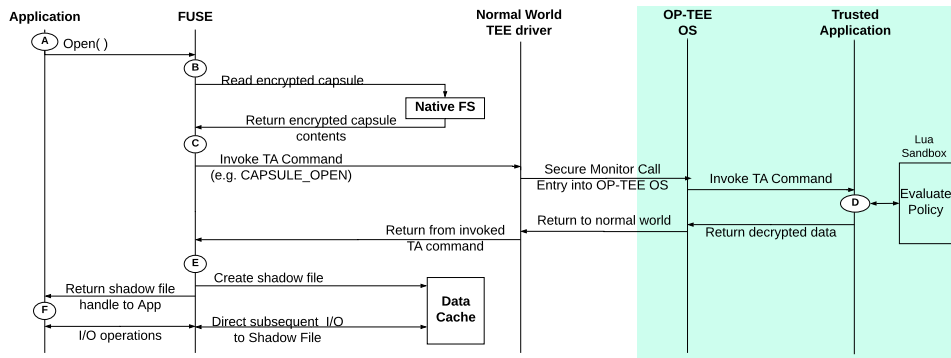 Application
FUSE
Normal World
TEE driver
OP-TEE
OS
Trusted
Application
A
Open( )
B
Read encrypted capsule
Native FS
Return encrypted capsule
contents
C
Invoke TA Command
(e.g. CAPSULE_OPEN)
Secure Monitor Call
Entry into OP-TEE OS
Invoke TA Command
Lua
Sandbox
D
Evaluate
Policy
Return to normal world
Return decrypted data
Return from invoked
TA command
E
Create shadow file
Return shadow file
handle to App
Data
Cache
F
I/O operations
Direct subsequent I/O
to Shadow File